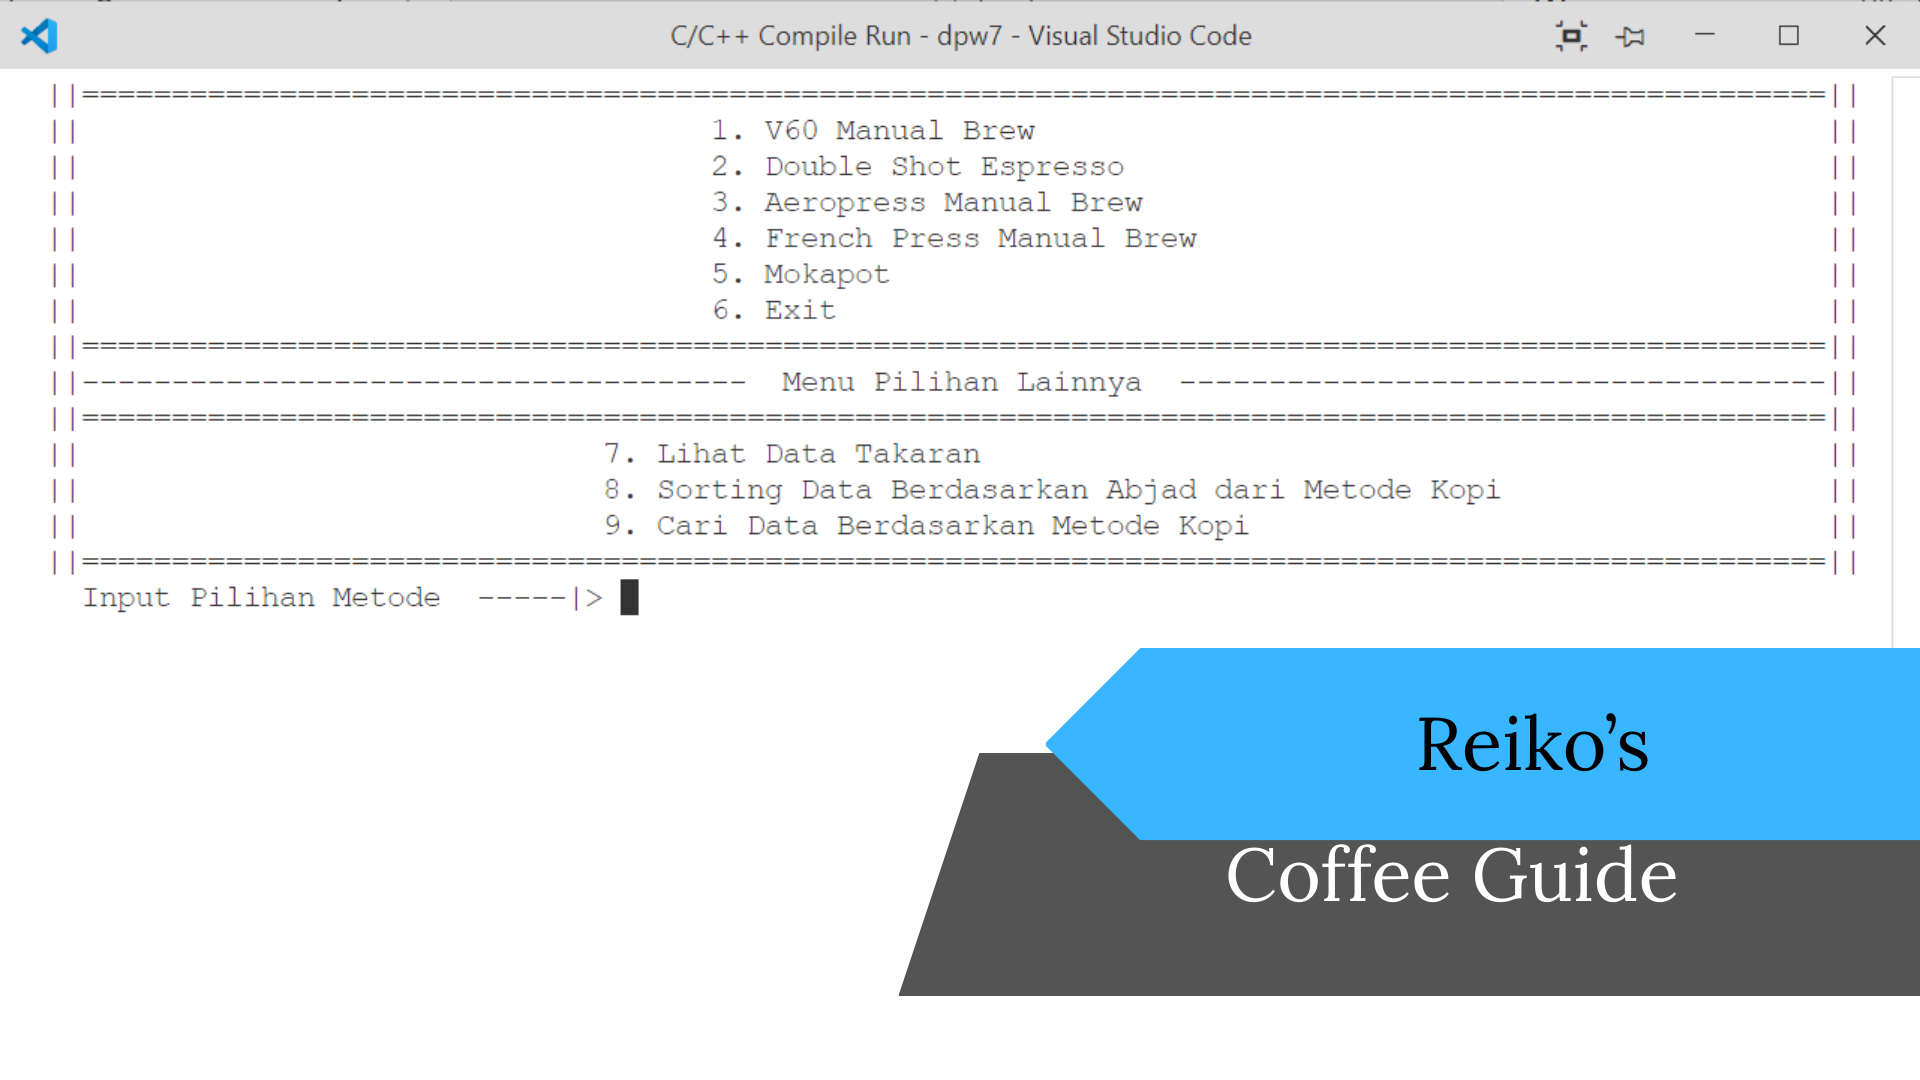 C/C++ Compile Run - dpw7 - Visual Studio Code
||=================================================================================================||
|| 1. V60 Manual Brew ||
|| 2. Double Shot Espresso ||
|| 3. Aeropress Manual Brew ||
|| 4. French Press Manual Brew ||
|| 5. Mokapot ||
|| 6. Exit ||
||=================================================================================================||
||------------------------------------- Menu Pilihan Lainnya ------------------------------------||
||=================================================================================================||
|| 7. Lihat Data Takaran ||
|| 8. Sorting Data Berdasarkan Abjad dari Metode Kopi ||
|| 9. Cari Data Berdasarkan Metode Kopi ||
||=================================================================================================||
Input Pilihan Metode -----|>
Reiko’s
Coffee Guide